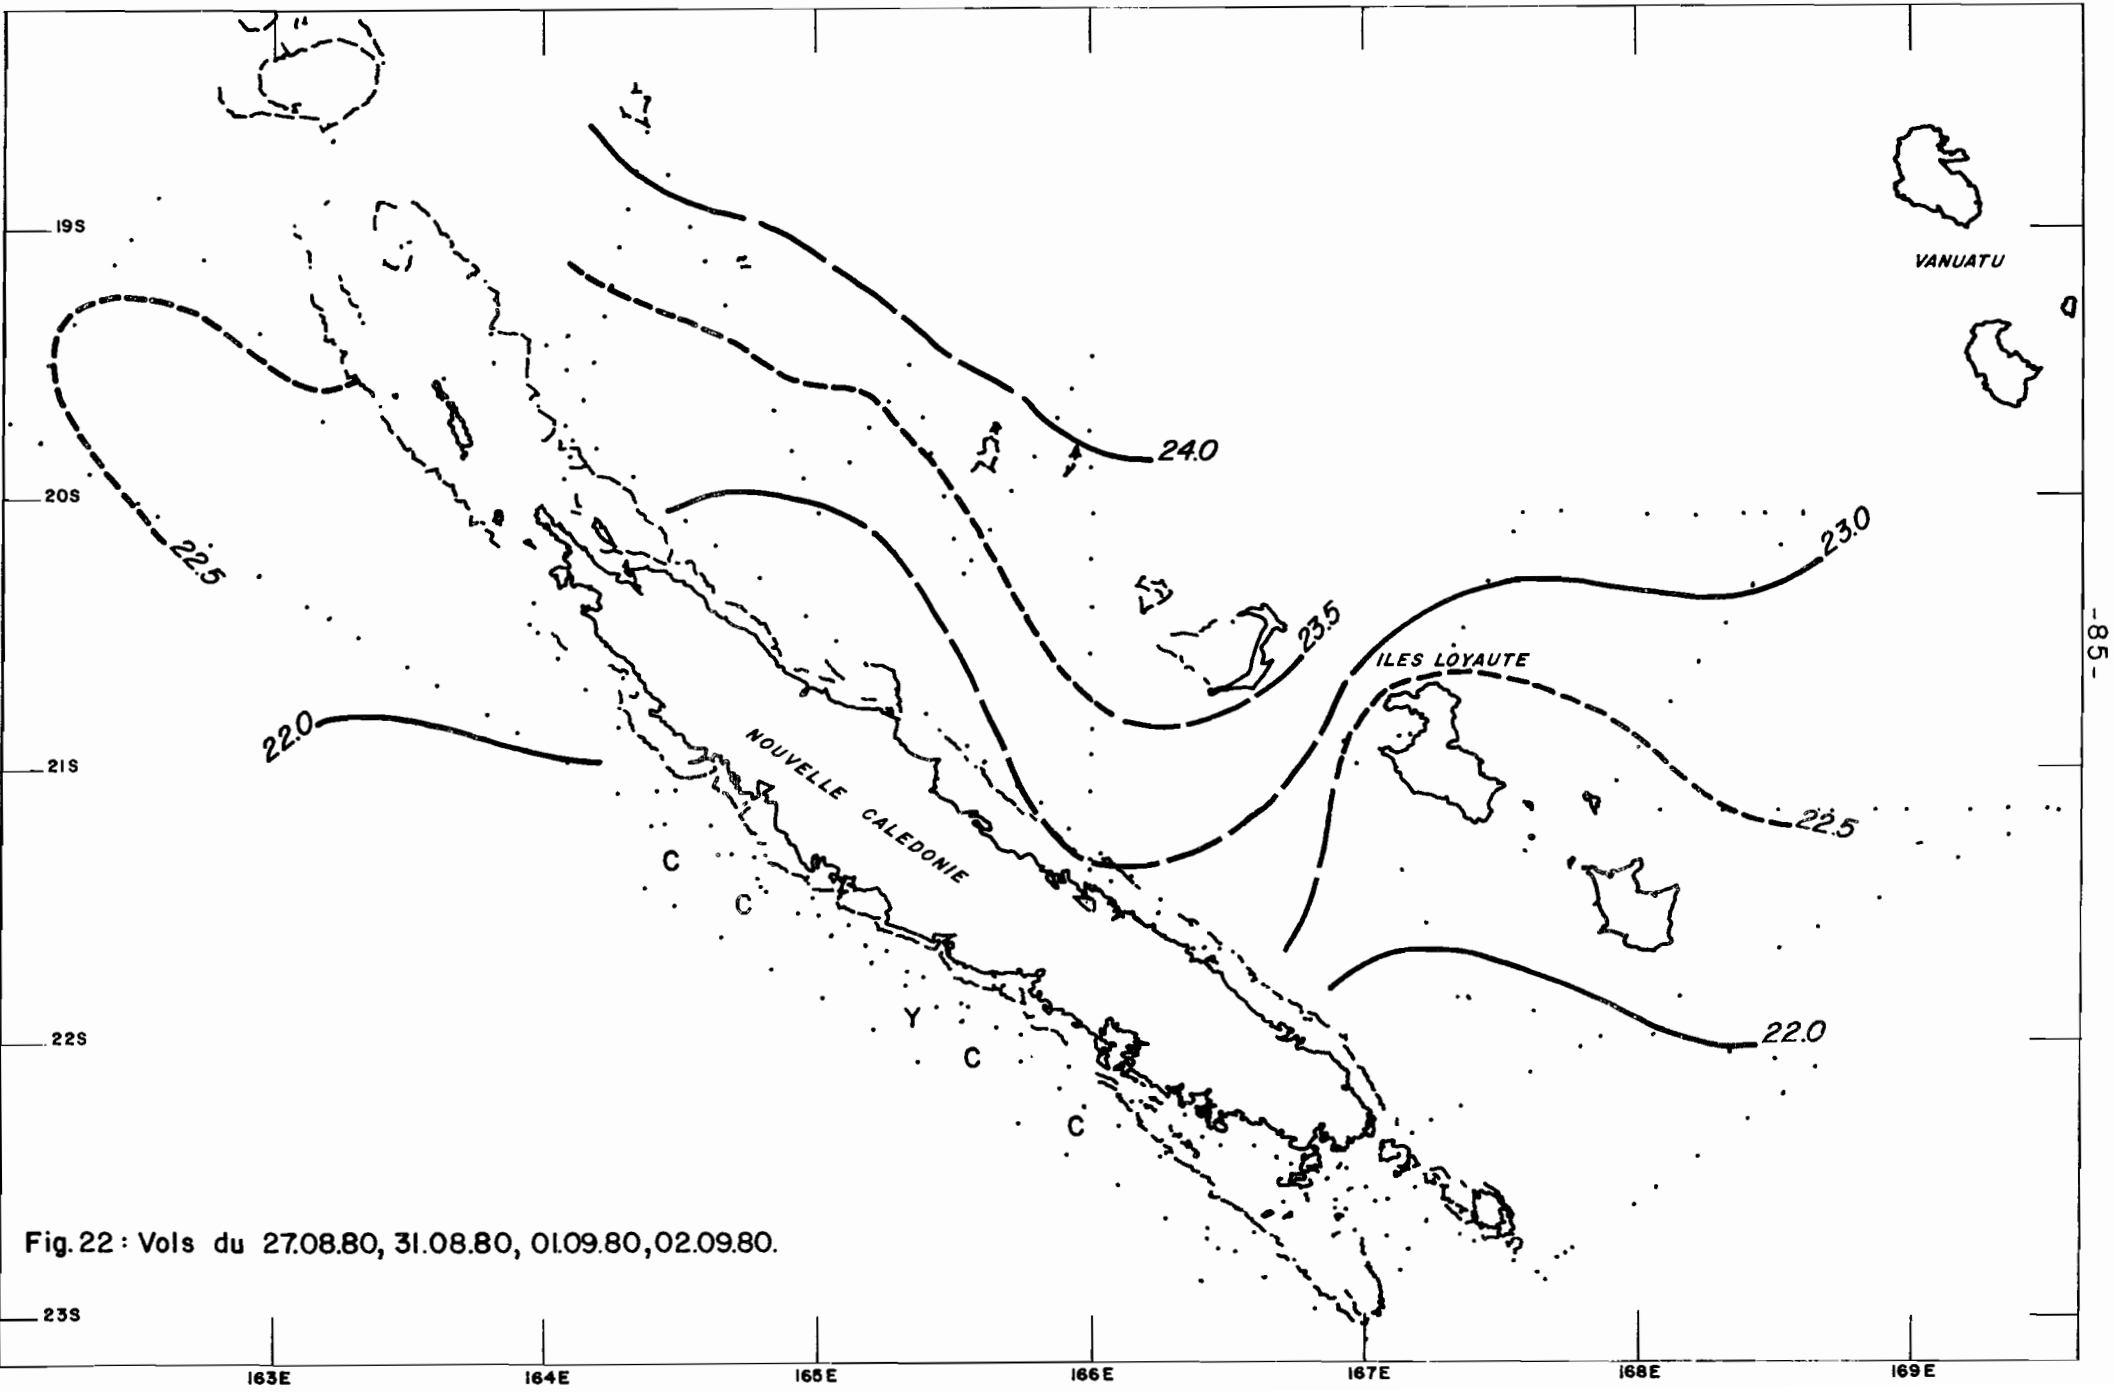 19S
VANUATU
24.0
20S
23.0
22.5
23.5
ILES LOYAUTE
-85-
22.0
NOUVELLE CALEDONIE
21S
22.5
C
C
Y
22.0
22S
C
C
Fig. 22 : Vols du 27.08.80, 31.08.80, 01.09.80, 02.09.80.
23S
163E 164E 165E 166E 167E 168E 169E